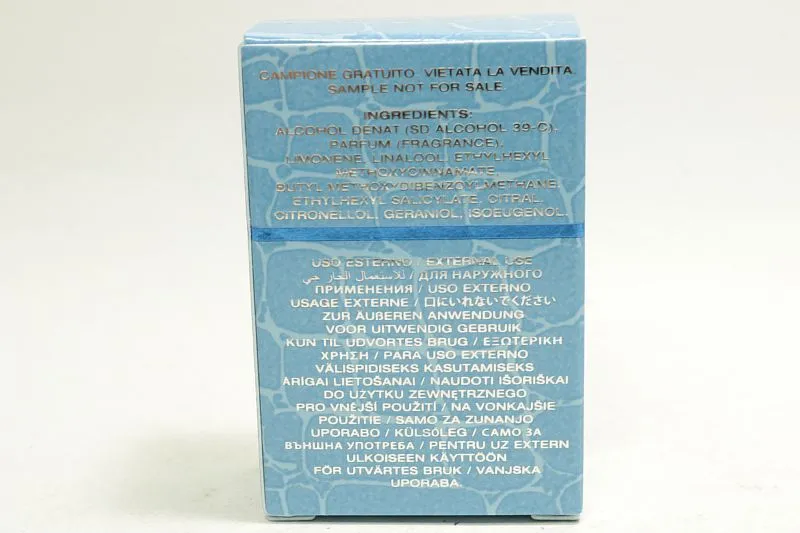 CAMPIONE GRATUITO. VIETATA LA VENDITA.
SAMPLE NOT FOR SALE.
INGREDIENTS:
ALCOHOL DENAT (SD ALCOHOL 39-C),
PARFUM (FRAGRANCE),
LIMONENE, LINALOOL, ETHYLHEXYL
METHOXYCINNAMATE,
BUTYL METHOXYDIBENZOYLMETHANE,
ETHYLHEXYL SALICYLATE, CITRAL,
CITRONELLOL, GERANIOL, ISOEUGENOL.
USO ESTERNO / EXTERNAL USE
للاستعمال الخارجي / ДЛЯ НАРУЖНОГО
ПРИМЕНЕНИЯ / USO EXTERNO
USAGE EXTERNE / 口にいれないでください
ZUR ÄUßEREN ANWENDUNG
VOOR UITWENDIG GEBRUIK
KUN TIL UDVORTES BRUG / ΕΞΩΤΕΡΙΚΗ
ΧΡΗΣΗ / PARA USO EXTERNO
VÄLISPIDISEKS KASUTAMISEKS
ĀRĪGAI LIETOŠANAI / NAUDOTI IŠORIŠKAI
DO UŻYTKU ZEWNĘTRZNEGO
PRO VNĚJŠÍ POUŽITÍ / NA VONKAJŠIE
POUŽITIE / SAMO ZA ZUNANJO
UPORABO / KÜLSŐLEG / САМО ЗА
ВЪНШНА УПОТРЕБА / PENTRU UZ EXTERN
ULKOISEEN KÄYTTÖÖN
FÖR UTVÄRTES BRUK / VANJSKA
UPORABA.